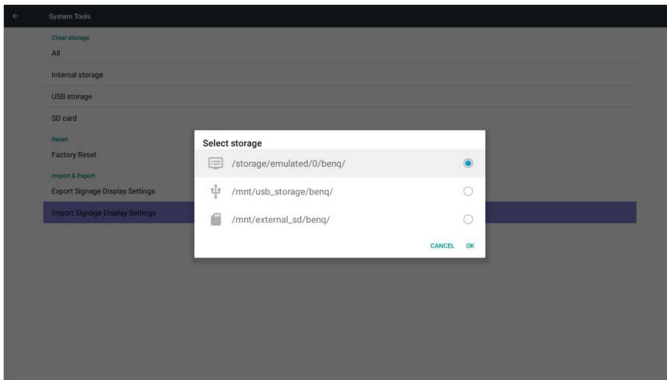 System Tools
Clear storage
All
Internal storage
USB storage
SD card
Reset
Factory Reset
Import & Export
Export Signage Display Settings
Import Signage Display Settings
Select storage
/storage/emulated/0/benq/
/mnt/usb_storage/benq/
/mnt/external_sd/benq/
CANCEL OK